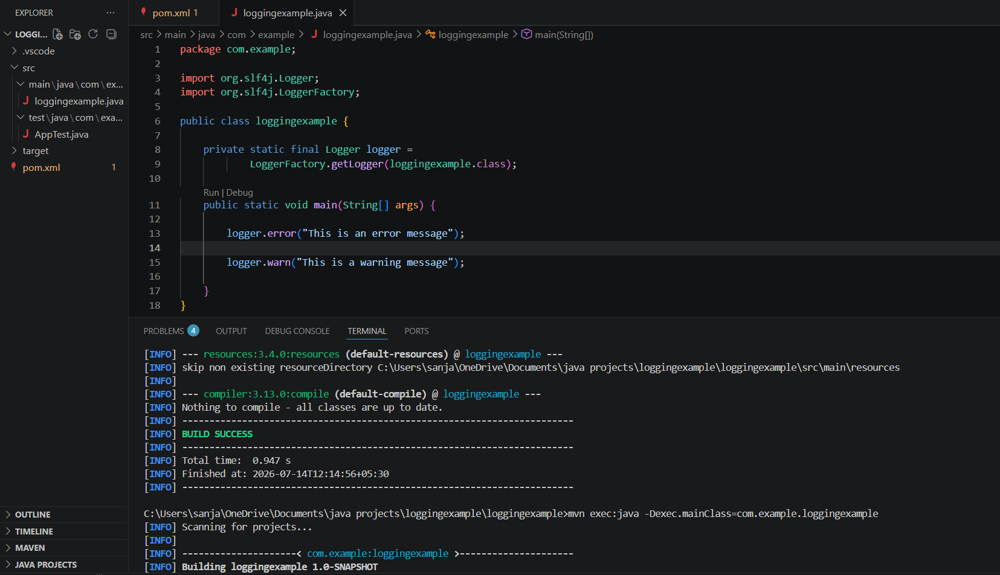 EXPLORER
LOGGI...
.vscode
src
main\java\com\ex...
loggingexample.java
test\java\com\exa...
AppTest.java
target
pom.xml 1
OUTLINE
TIMELINE
MAVEN
JAVA PROJECTS
pom.xml 1
loggingexample.java
src > main > java > com > example > loggingexample.java > loggingexample > main(String[])
1 package com.example;
2
3 import org.slf4j.Logger;
4 import org.slf4j.LoggerFactory;
5
6 public class loggingexample {
7
8 private static final Logger logger =
9 LoggerFactory.getLogger(loggingexample.class);
10
Run | Debug
11 public static void main(String[] args) {
12
13 logger.error("This is an error message");
14
15 logger.warn("This is a warning message");
16
17 }
18 }
PROBLEMS 4 OUTPUT DEBUG CONSOLE TERMINAL PORTS
[INFO] --- resources:3.4.0:resources (default-resources) @ loggingexample ---
[INFO] skip non existing resourceDirectory C:\Users\sanja\OneDrive\Documents\java projects\loggingexample\loggingexample\src\main\resources
[INFO]
[INFO] --- compiler:3.13.0:compile (default-compile) @ loggingexample ---
[INFO] Nothing to compile - all classes are up to date.
[INFO] ------------------------------------------------------------------------
[INFO] BUILD SUCCESS
[INFO] ------------------------------------------------------------------------
[INFO] Total time:  0.947 s
[INFO] Finished at: 2026-07-14T12:14:56+05:30
[INFO] ------------------------------------------------------------------------
C:\Users\sanja\OneDrive\Documents\java projects\loggingexample\loggingexample>mvn exec:java -Dexec.mainClass=com.example.loggingexample
[INFO] Scanning for projects...
[INFO]
[INFO] ---------------------< com.example:loggingexample >---------------------
[INFO] Building loggingexample 1.0-SNAPSHOT